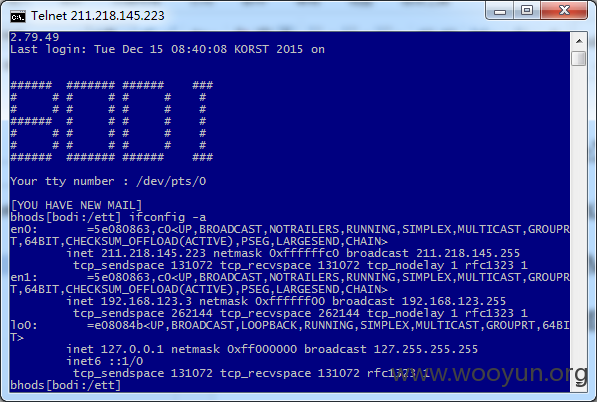 Telnet 211.218.145.223
2.79.49
Last login: Tue Dec 15 08:40:08 KORST 2015 on
######  ####### ######    ###
#     # #     # #     #    #
#     # #     # #     #    #
######  #     # #     #    #
#     # #     # #     #    #
#     # #     # #     #    #
######  ####### ######    ###
Your tty number : /dev/pts/0
[YOU HAVE NEW MAIL]
bhods[bodi:/ett] ifconfig -a
en0:        =5e080863,c0<UP,BROADCAST,NOTRAILERS,RUNNING,SIMPLEX,MULTICAST,GROUPR
T,64BIT,CHECKSUM_OFFLOAD(ACTIVE),PSEG,LARGESEND,CHAIN>
        inet 211.218.145.223 netmask 0xffffffc0 broadcast 211.218.145.255
         tcp_sendspace 131072 tcp_recvspace 131072 tcp_nodelay 1 rfc1323 1
en1:        =5e080863,c0<UP,BROADCAST,NOTRAILERS,RUNNING,SIMPLEX,MULTICAST,GROUPR
T,64BIT,CHECKSUM_OFFLOAD(ACTIVE),PSEG,LARGESEND,CHAIN>
        inet 192.168.123.3 netmask 0xffffff00 broadcast 192.168.123.255
         tcp_sendspace 262144 tcp_recvspace 262144 tcp_nodelay 1 rfc1323 1
lo0:        =e08084b<UP,BROADCAST,LOOPBACK,RUNNING,SIMPLEX,MULTICAST,GROUPRT,64BI
T>
        inet 127.0.0.1 netmask 0xff000000 broadcast 127.255.255.255
        inet6 ::1/0
         tcp_sendspace 131072 tcp_recvspace 131072 rfc1323 1
bhods[bodi:/ett]
www.wooyun.org